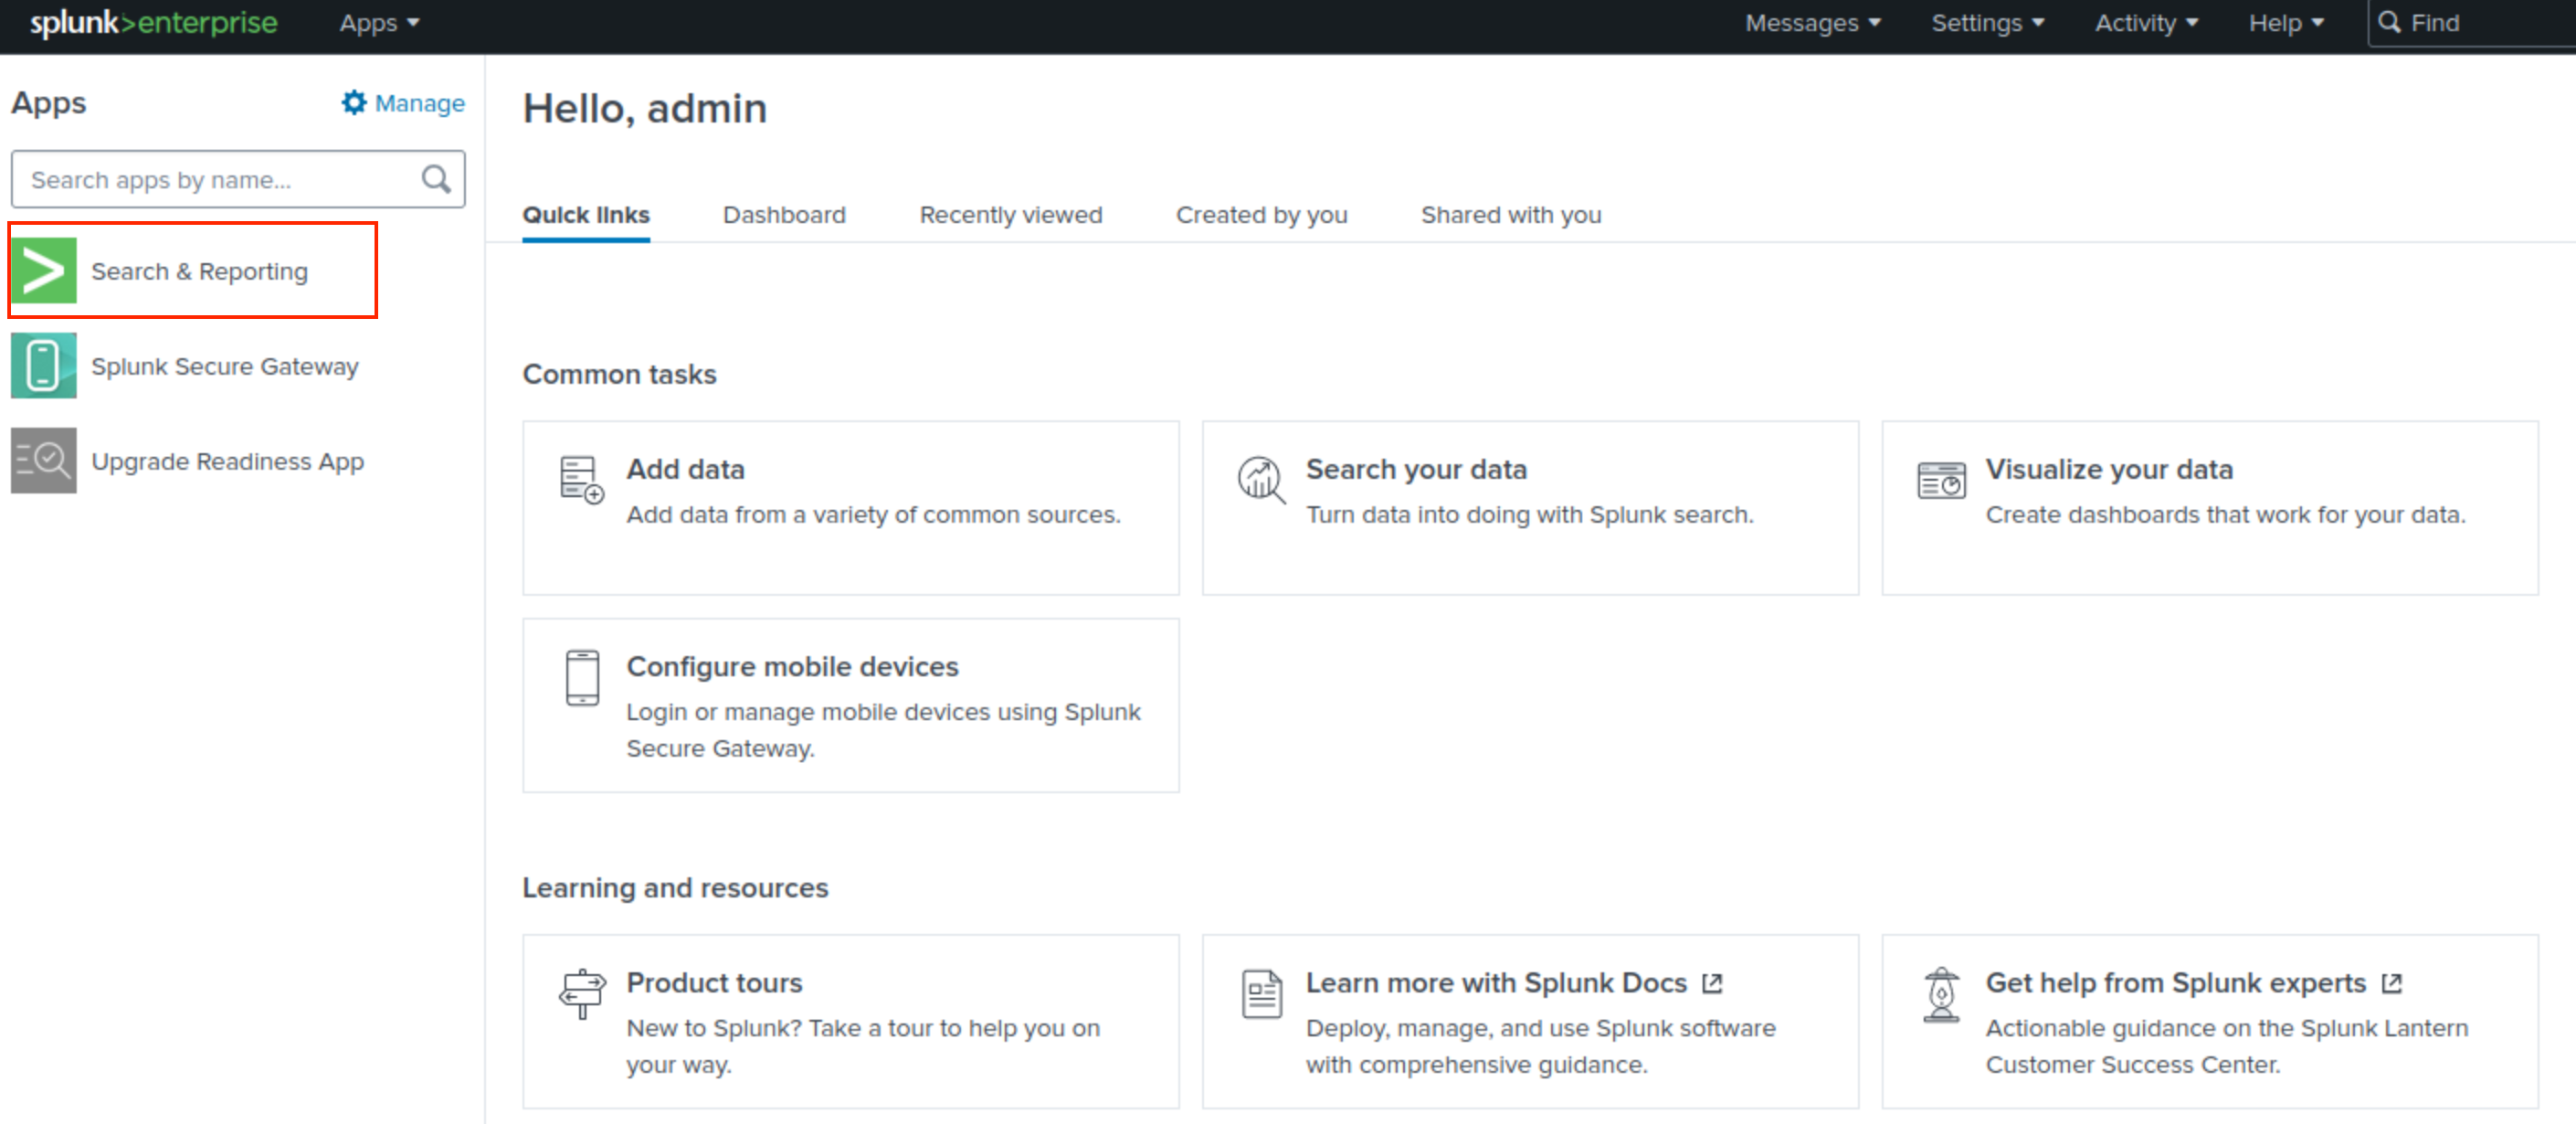 splunk>enterprise Apps Messages Settings Activity Help Find
Apps Manage
Search apps by name...
Search & Reporting
Splunk Secure Gateway
Upgrade Readiness App
Hello, admin
Quick links Dashboard Recently viewed Created by you Shared with you
Common tasks
Add data
Add data from a variety of common sources.
Search your data
Turn data into doing with Splunk search.
Visualize your data
Create dashboards that work for your data.
Configure mobile devices
Login or manage mobile devices using Splunk
Secure Gateway.
Learning and resources
Product tours
New to Splunk? Take a tour to help you on
your way.
Learn more with Splunk Docs
Deploy, manage, and use Splunk software
with comprehensive guidance.
Get help from Splunk experts
Actionable guidance on the Splunk Lantern
Customer Success Center.